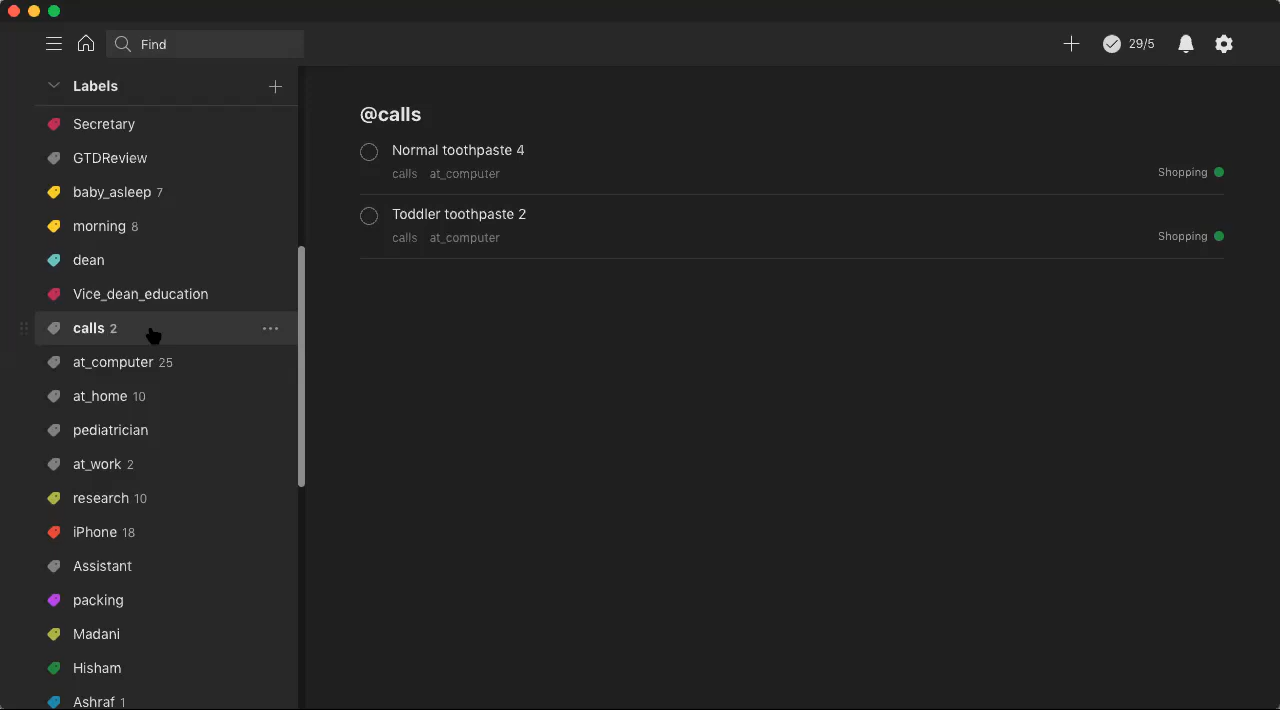 Find
29/5
Labels
Secretary
GTDReview
baby_asleep 7
morning 8
dean
Vice_dean_education
calls 2
at_computer 25
at_home 10
pediatrician
at_work 2
research 10
iPhone 18
Assistant
packing
Madani
Hisham
Ashraf 1
@calls
Normal toothpaste 4
calls at_computer
Shopping
Toddler toothpaste 2
calls at_computer
Shopping